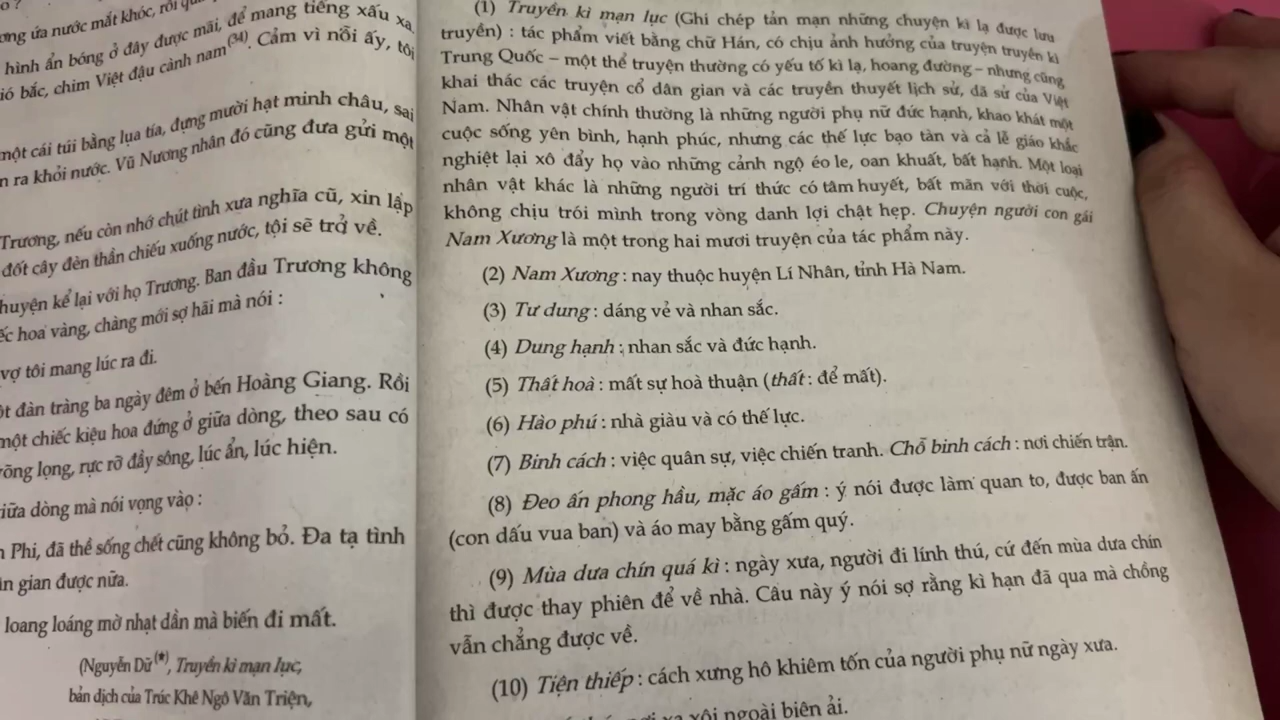 ứa nước mắt khóc, rồi
hình ẩn bóng ở đây được mãi, để mang tiếng xấu xa.
bắc, chim Việt đậu cành nam(34). Cảm vì nỗi ấy, tôi
một cái túi bằng lụa tía, đựng mười hạt minh châu, sai
ra khỏi nước. Vũ Nương nhân đó cũng đưa gửi một
Trương, nếu còn nhớ chút tình xưa nghĩa cũ, xin lập
đốt cây đèn thần chiếu xuống nước, tội sẽ trở về.
huyện kể lại với họ Trương. Ban đầu Trương không
hoa vàng, chàng mới sợ hãi mà nói :
vợ tôi mang lúc ra đi.
đàn tràng ba ngày đêm ở bến Hoàng Giang. Rồi
một chiếc kiệu hoa đứng ở giữa dòng, theo sau có
võng lọng, rực rỡ đầy sông, lúc ẩn, lúc hiện.
giữa dòng mà nói vọng vào :
Phi, đã thề sống chết cũng không bỏ. Đa tạ tình
gian được nữa.
loang loáng mờ nhạt dần mà biến đi mất.
(Nguyễn Dữ(*), Truyền kì mạn lục,
bản dịch của Trúc Khê Ngô Văn Triện,
(1) Truyền kì mạn lục (Ghi chép tản mạn những chuyện kì lạ được lưu
truyền) : tác phẩm viết bằng chữ Hán, có chịu ảnh hưởng của truyện truyền kì
Trung Quốc – một thể truyện thường có yếu tố kì lạ, hoang đường – nhưng cũng
khai thác các truyện cổ dân gian và các truyền thuyết lịch sử, dã sử của Việt
Nam. Nhân vật chính thường là những người phụ nữ đức hạnh, khao khát một
cuộc sống yên bình, hạnh phúc, nhưng các thế lực bạo tàn và cả lễ giáo khắc
nghiệt lại xô đẩy họ vào những cảnh ngộ éo le, oan khuất, bất hạnh. Một loại
nhân vật khác là những người trí thức có tâm huyết, bất mãn với thời cuộc,
không chịu trói mình trong vòng danh lợi chật hẹp. Chuyện người con gái
Nam Xương là một trong hai mươi truyện của tác phẩm này.
(2) Nam Xương : nay thuộc huyện Lí Nhân, tỉnh Hà Nam.
(3) Tư dung : dáng vẻ và nhan sắc.
(4) Dung hạnh : nhan sắc và đức hạnh.
(5) Thất hoà : mất sự hoà thuận (thất : để mất).
(6) Hào phú : nhà giàu và có thế lực.
(7) Binh cách : việc quân sự, việc chiến tranh. Chỗ binh cách : nơi chiến trận.
(8) Đeo ấn phong hầu, mặc áo gấm : ý nói được làm quan to, được ban ấn
(con dấu vua ban) và áo may bằng gấm quý.
(9) Mùa dưa chín quá kì : ngày xưa, người đi lính thú, cứ đến mùa dưa chín
thì được thay phiên để về nhà. Câu này ý nói sợ rằng kì hạn đã qua mà chồng
vẫn chẳng được về.
(10) Tiện thiếp : cách xưng hô khiêm tốn của người phụ nữ ngày xưa.
xa xôi ngoài biên ải.